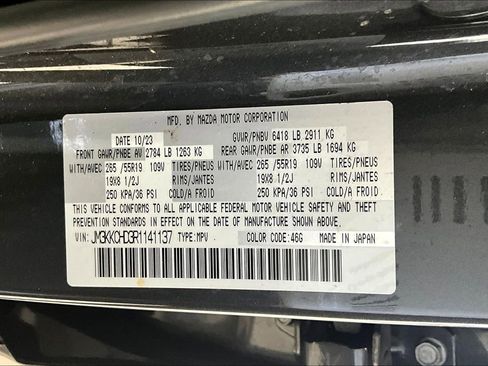 MFD. BY MAZDA MOTOR CORPORATION
DATE 10/23 GVWR/PNBV 6418 LB 2911 KG
FRONT GAWR/PNBE AV 2784 LB 1263 KG REAR GAWR/PNBE AR 3735 LB 1694 KG
WITH/AVEC 265 /55R19 109V TIRES/PNEUS WITH/AVEC 265 /55R19 109V TIRES/PNEUS
19X8 1/2J RIMS/JANTES 19X8 1/2J RIMS/JANTES
250 KPA/36 PSI COLD/A FROID 250 KPA/36 PSI COLD/A FROID
THIS VEHICLE CONFORMS TO ALL APPLICABLE FEDERAL MOTOR VEHICLE SAFETY AND THEFT
PREVENTION STANDARDS IN EFFECT ON THE DATE OF MANUFACTURE SHOWN ABOVE.
VIN: JM3KKCHD3R1141137 TYPE:MPV COLOR CODE:46G MADE IN JAPAN